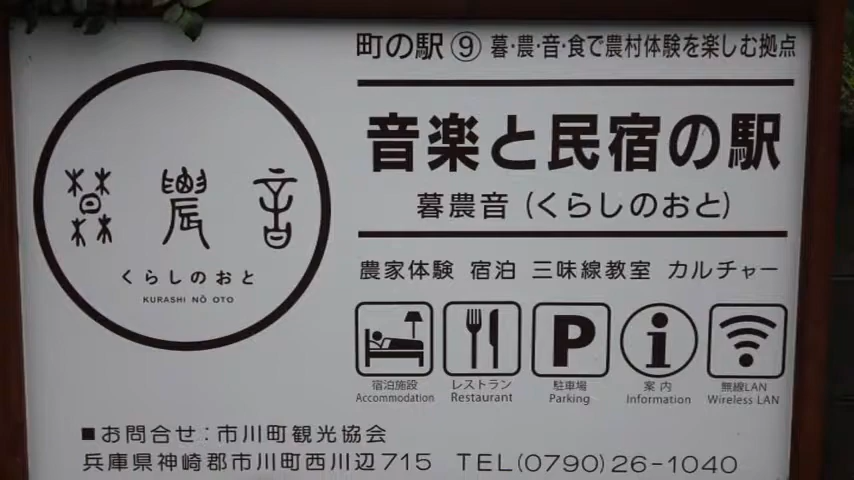 町の駅⑨ 暮・農・音・食で農村体験を楽しむ拠点
音楽と民宿の駅
暮農音 (くらしのおと)
暮農音
くらしのおと
KURASHI NŌ OTO
農家体験 宿泊 三味線教室 カルチャー
P i
宿泊施設 レストラン 駐車場 案内 無線LAN
Accommodation Restaurant Parking Information Wireless LAN
■お問合せ:市川町観光協会
兵庫県神崎郡市川町西川辺715 TEL(0790)26-1040